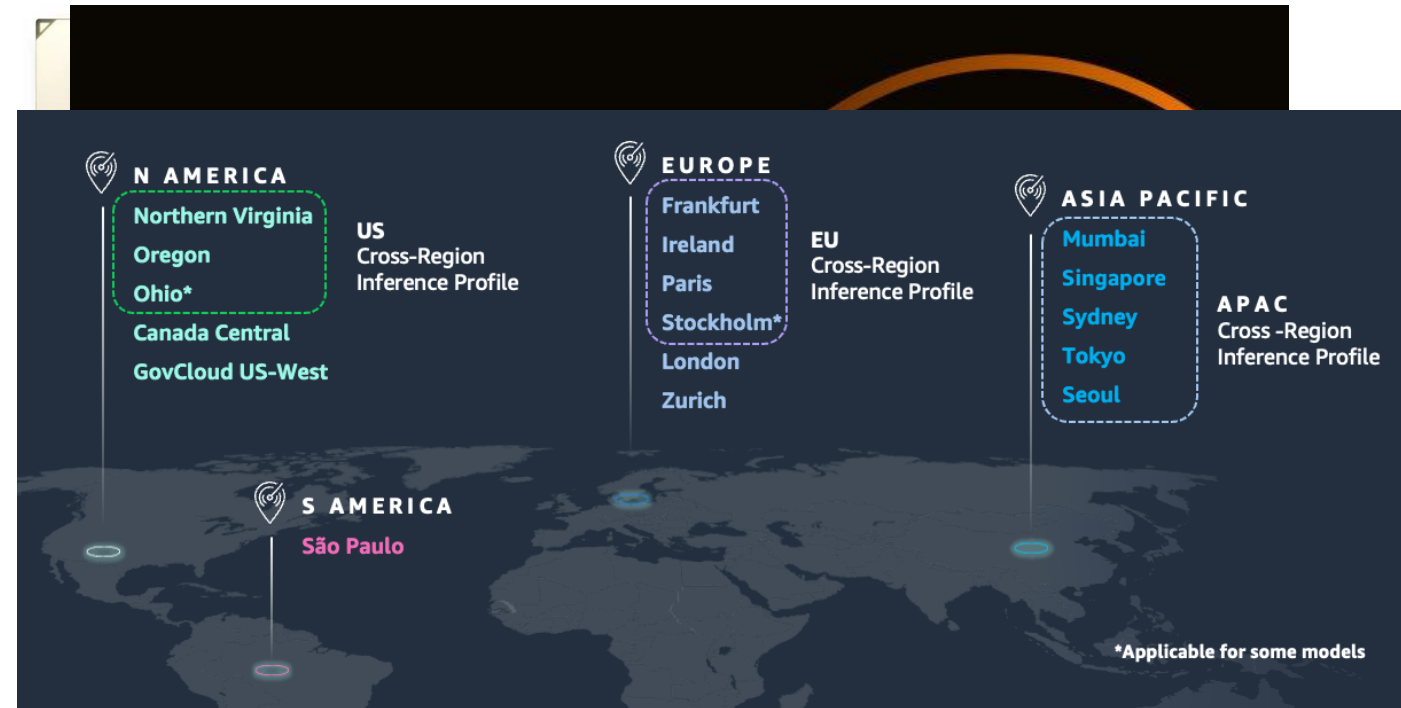 N AMERICA
Northern Virginia
Oregon
Ohio*
Canada Central
GovCloud US-West
US
Cross-Region
Inference Profile
S AMERICA
São Paulo
EUROPE
Frankfurt
Ireland
Paris
Stockholm*
London
Zurich
EU
Cross-Region
Inference Profile
ASIA PACIFIC
Mumbai
Singapore
Sydney
Tokyo
Seoul
APAC
Cross -Region
Inference Profile
*Applicable for some models